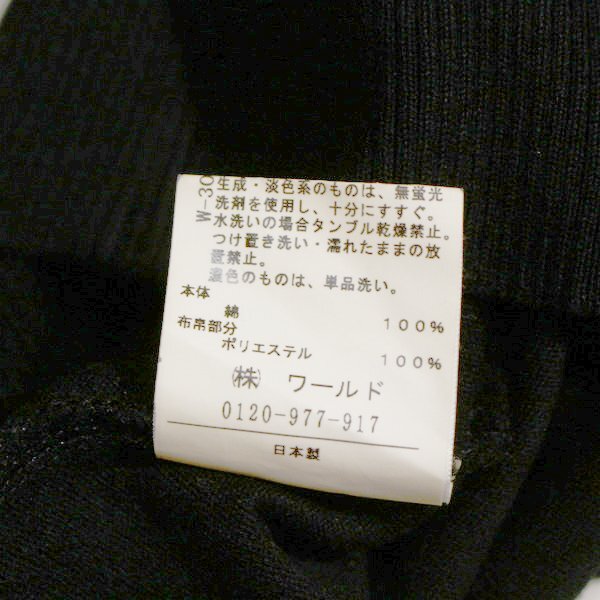 W-30
生成・淡色系のものは、無蛍光
洗剤を使用し、十分にすすぐ。
水洗いの場合タンブル乾燥禁止。
つけ置き洗い・濡れたままの放
置禁止。
濃色のものは、単品洗い。
本体
綿 100%
布帛部分
ポリエステル 100%
㈱ ワールド
0120-977-917
日本製